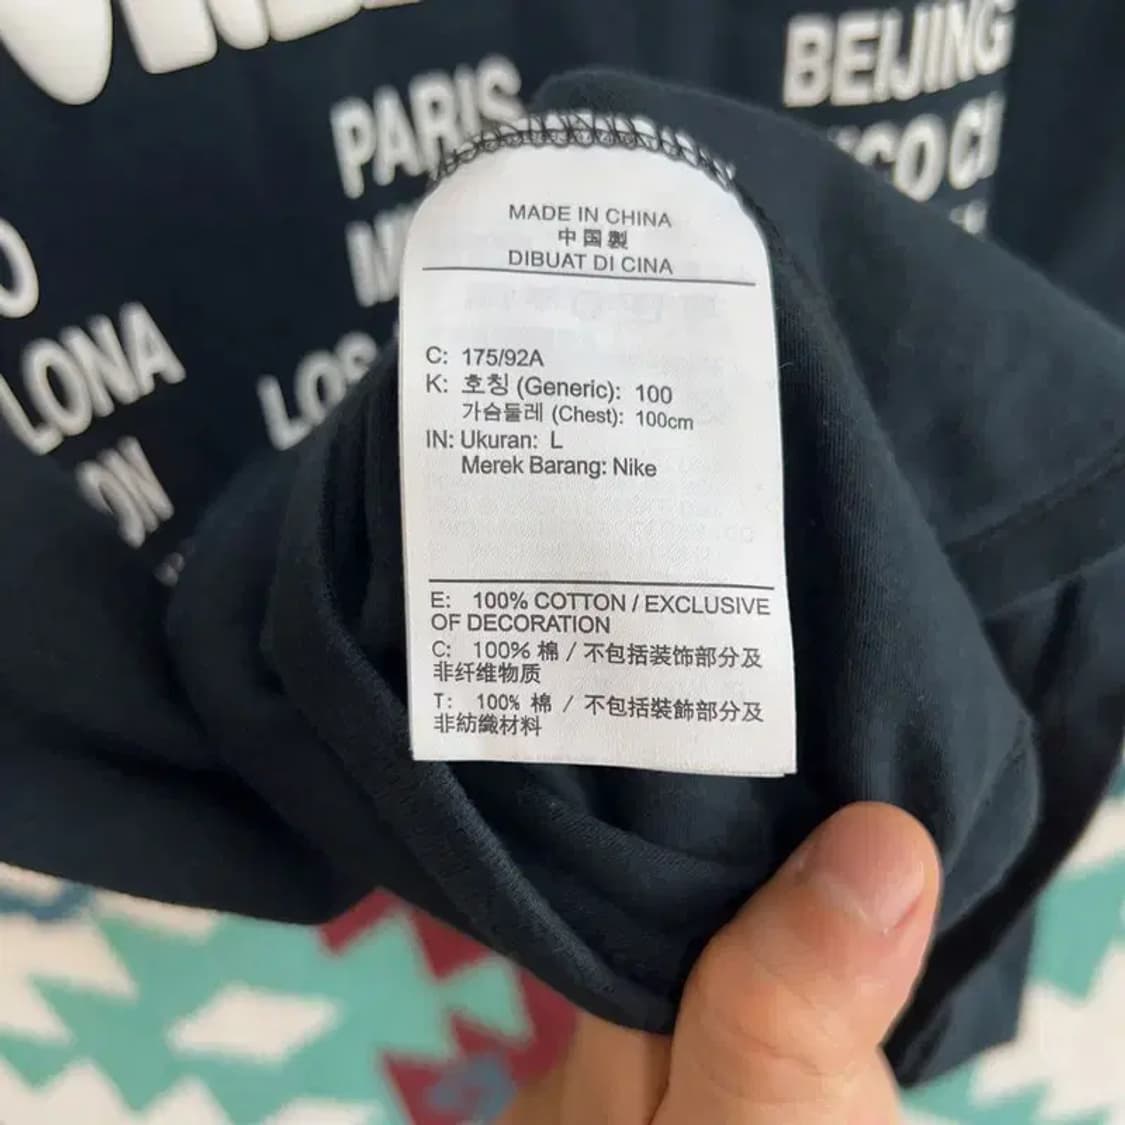 PARIS
BEIJING
LONA
ON
MADE IN CHINA
中国製
DIBUAT DI CINA
C: 175/92A
K: 호칭 (Generic): 100
가슴둘레 (Chest): 100cm
IN: Ukuran: L
Merek Barang: Nike
E: 100% COTTON / EXCLUSIVE
OF DECORATION
C: 100% 棉 / 不包括装饰部分及
非纤维物质
T: 100% 棉 / 不包括裝飾部分及
非紡織材料